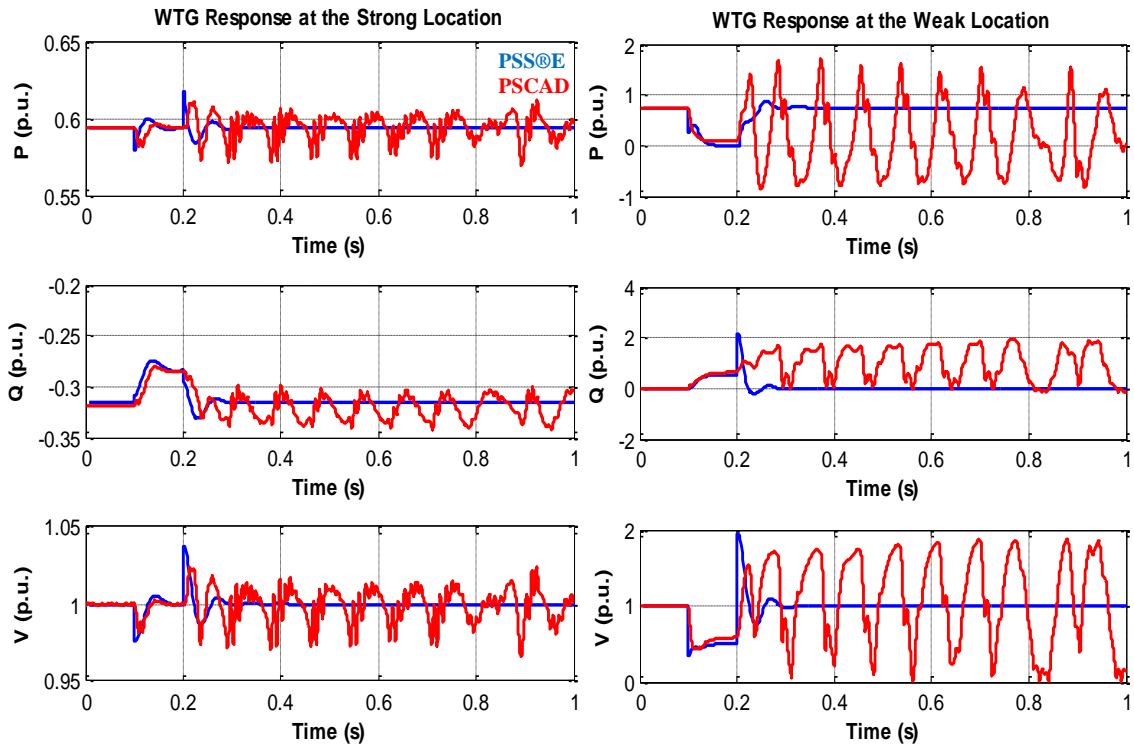 WTG Response at the Strong Location
0.65
0.6
0.55
P (p.u.)
PSS®E
PSCAD
0 0.2 0.4 0.6 0.8 1
Time (s)
WTG Response at the Weak Location
2
1
0
-1
P (p.u.)
0 0.2 0.4 0.6 0.8 1
Time (s)
-0.2
-0.25
-0.3
-0.35
Q (p.u.)
0 0.2 0.4 0.6 0.8 1
Time (s)
4
2
0
-2
Q (p.u.)
0 0.2 0.4 0.6 0.8 1
Time (s)
1.05
1
0.95
V (p.u.)
0 0.2 0.4 0.6 0.8 1
Time (s)
2
1
0
V (p.u.)
0 0.2 0.4 0.6 0.8 1
Time (s)